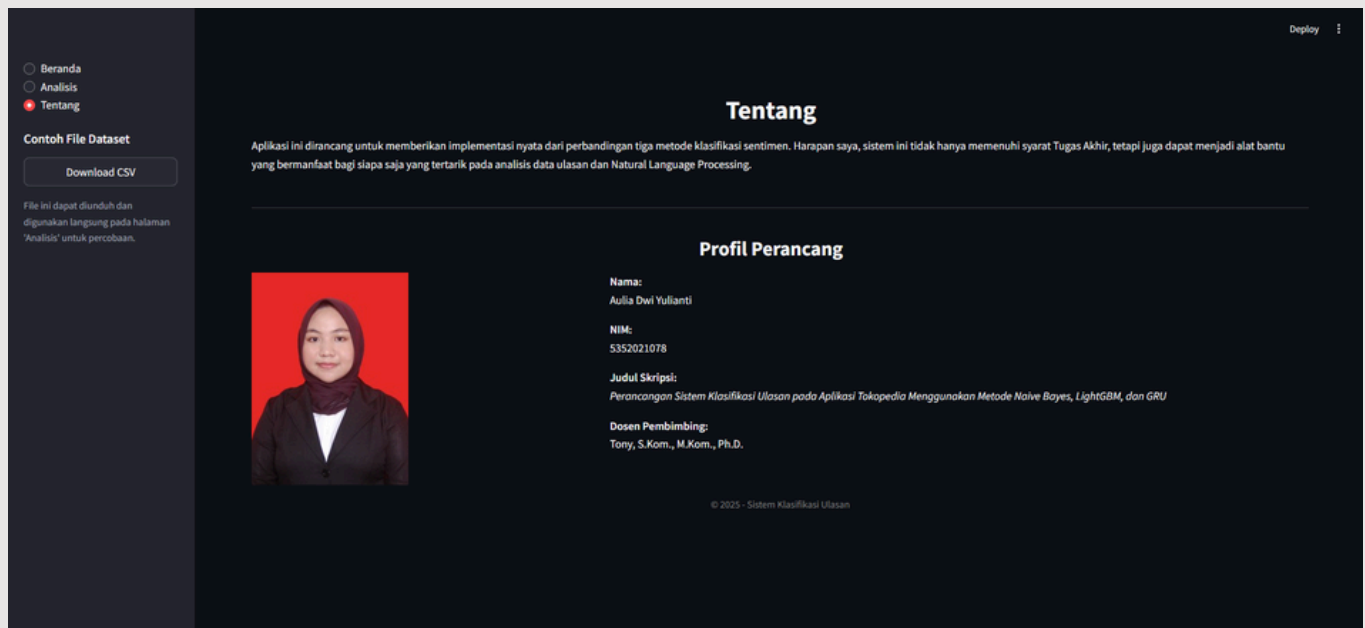 Deploy
Beranda
Analisis
Tentang
Contoh File Dataset
Download CSV
File ini dapat diunduh dan
digunakan langsung pada halaman
'Analisis' untuk percobaan.
Tentang
Aplikasi ini dirancang untuk memberikan implementasi nyata dari perbandingan tiga metode klasifikasi sentimen. Harapan saya, sistem ini tidak hanya memenuhi syarat Tugas Akhir, tetapi juga dapat menjadi alat bantu
yang bermanfaat bagi siapa saja yang tertarik pada analisis data ulasan dan Natural Language Processing.
Profil Perancang
Nama:
Aulia Dwi Yulianti
NIM:
5352021078
Judul Skripsi:
Perancangan Sistem Klasifikasi Ulasan pada Aplikasi Tokopedia Menggunakan Metode Naive Bayes, LightGBM, dan GRU
Dosen Pembimbing:
Tony, S.Kom., M.Kom., Ph.D.
© 2025 - Sistem Klasifikasi Ulasan